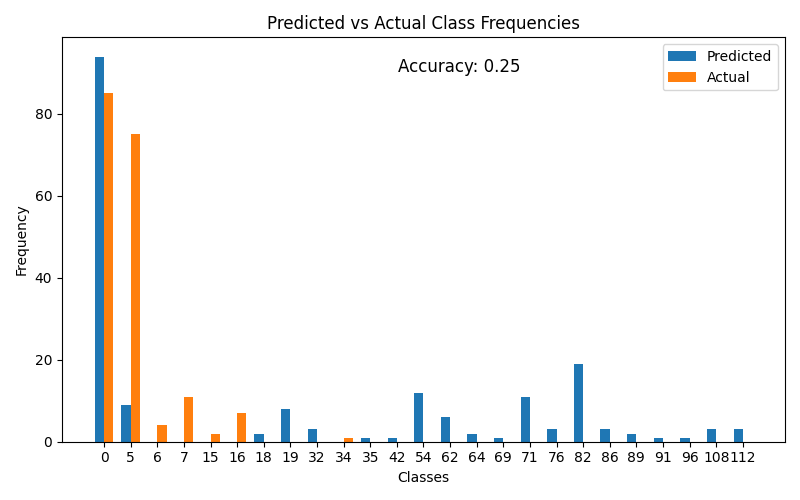 Predicted vs Actual Class Frequencies
Accuracy: 0.25
Predicted
Actual
Frequency
80
60
40
20
0
0 5 6 7 15 16 18 19 32 34 35 42 54 62 64 69 71 76 82 86 89 91 96 108 112
Classes